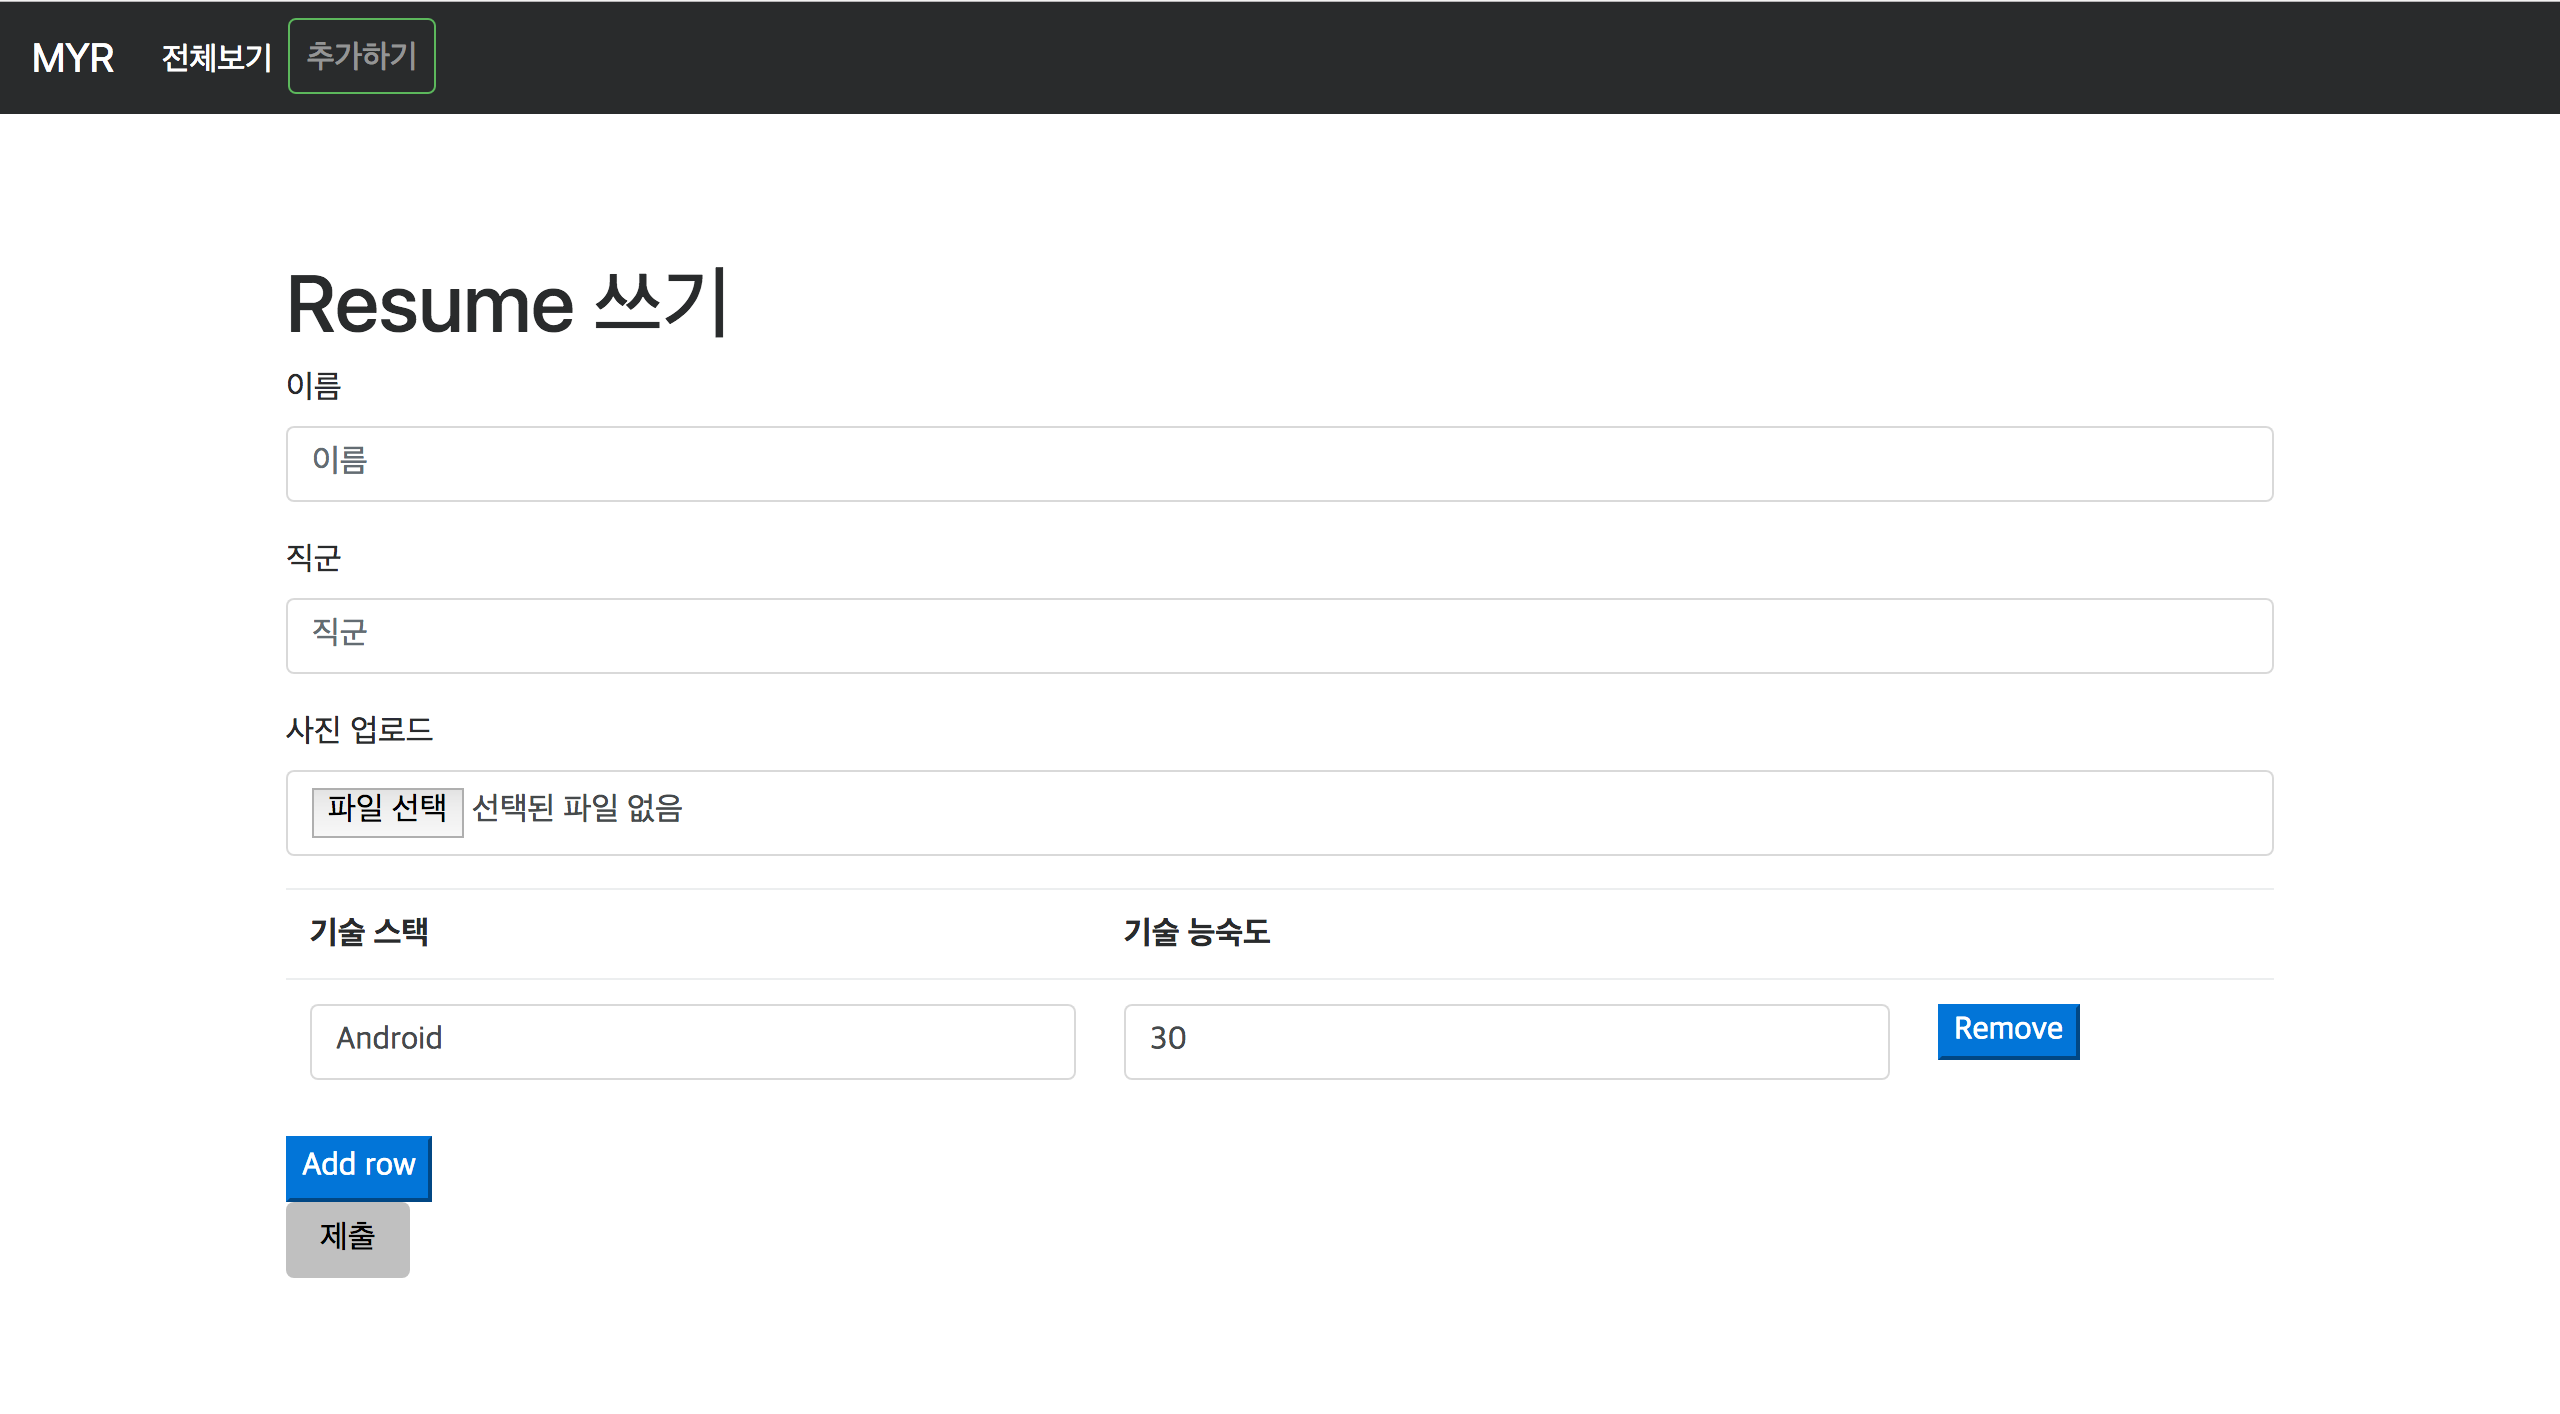 MYR 전체보기 추가하기
Resume 쓰기
이름
이름
직군
직군
사진 업로드
파일 선택 선택된 파일 없음
기술 스택 기술 능숙도
Android 30 Remove
Add row
제출